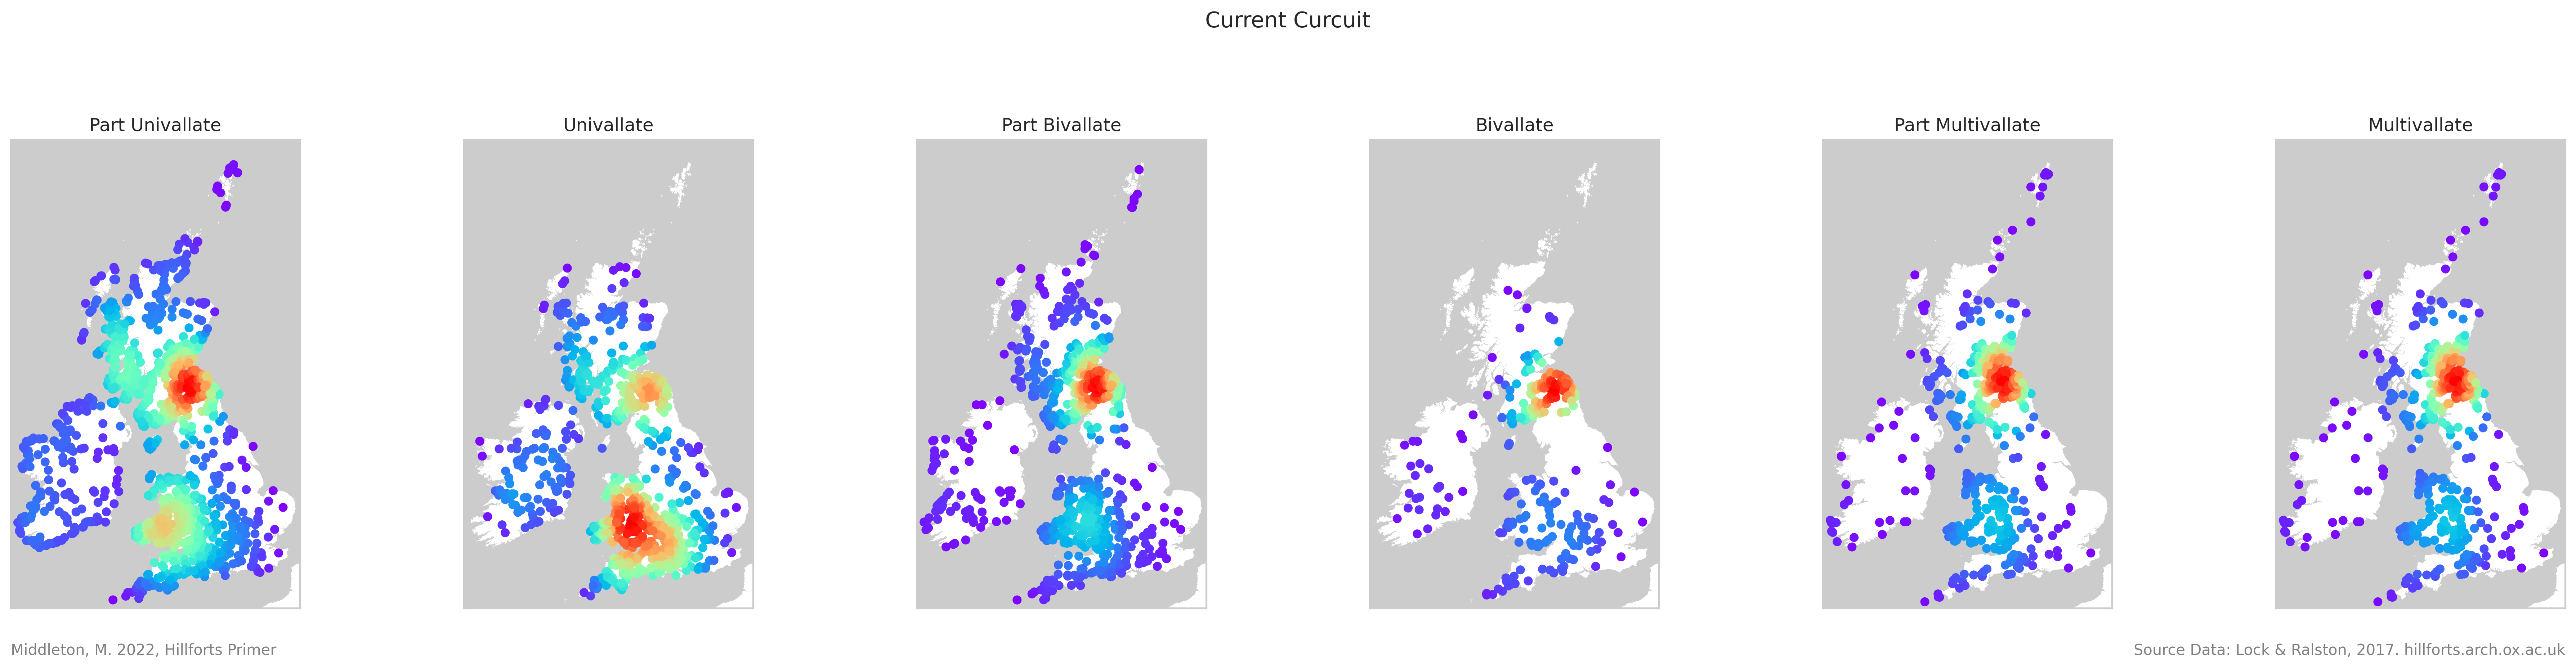 Current Curcuit
Part Univallate
Univallate
Part Bivallate
Bivallate
Part Multivallate
Multivallate
Middleton, M. 2022, Hillforts Primer
Source Data: Lock & Ralston, 2017. hillforts.arch.ox.ac.uk